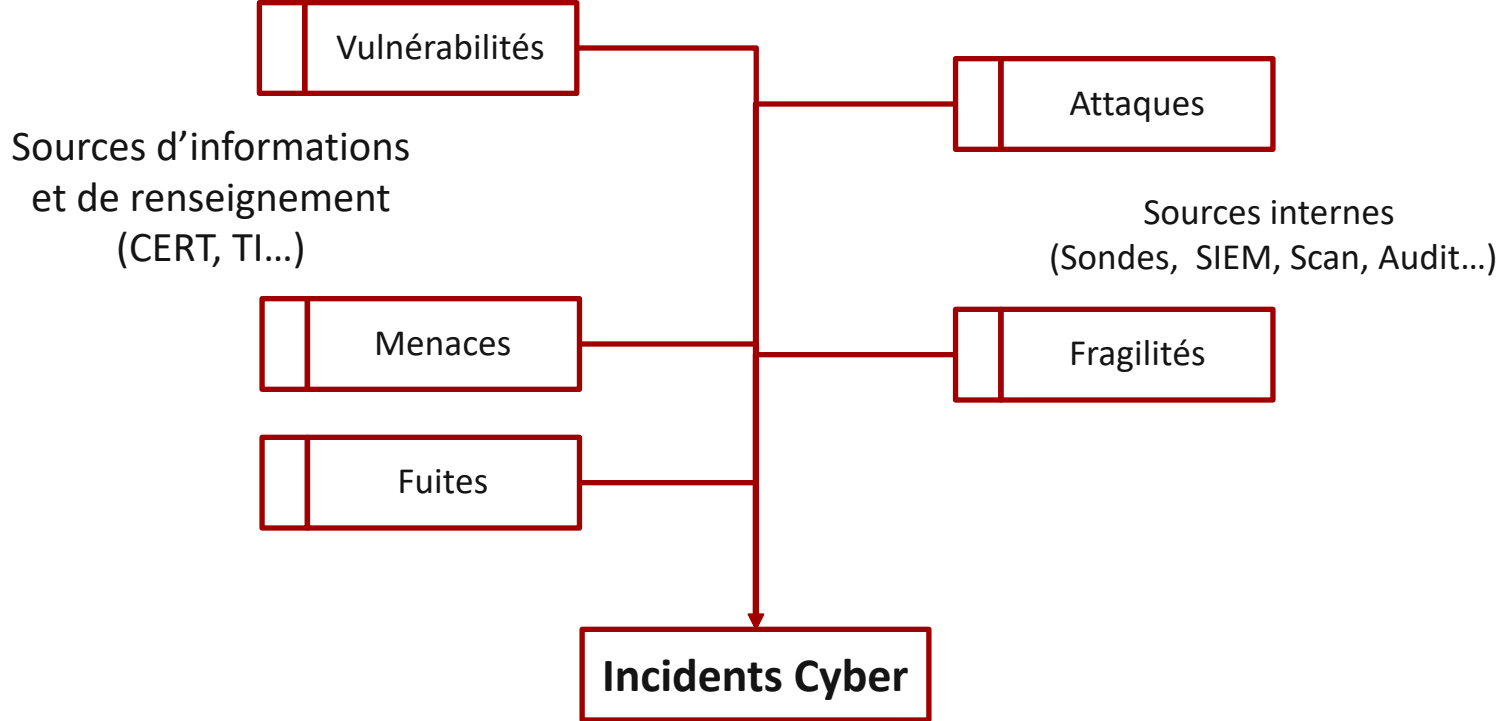 Vulnérabilités
Attaques
Sources d’informations
et de renseignement
(CERT, TI…)
Sources internes
(Sondes, SIEM, Scan, Audit…)
Menaces
Fragilités
Fuites
Incidents Cyber